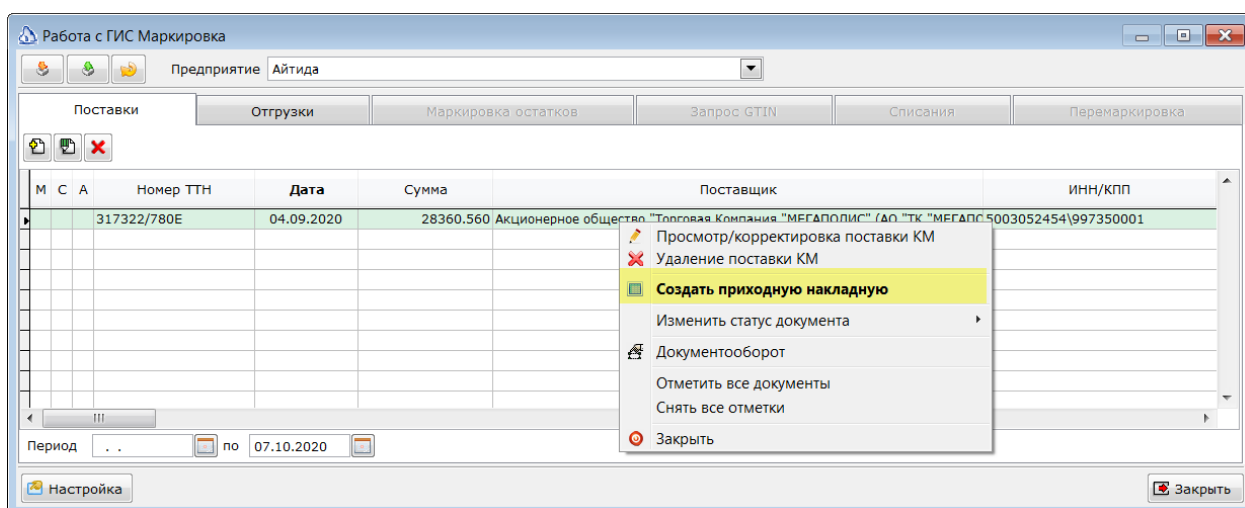 Работа с ГИС Маркировка
Предприятие Айтида
Поставки Отгрузки Маркировка остатков Запрос GTIN Списания Перемаркировка
М С А Номер ТТН Дата Сумма Поставщик ИНН/КПП
317322/780Е 04.09.2020 28360.560 Акционерное общество "Торговая Компания "МЕГАПОЛИС" (АО "ТК "МЕГАПО 5003052454\997350001
Просмотр/корректировка поставки КМ
Удаление поставки КМ
Создать приходную накладную
Изменить статус документа
Документооборот
Отметить все документы
Снять все отметки
Закрыть
Период . . по 07.10.2020
Настройка Закрыть